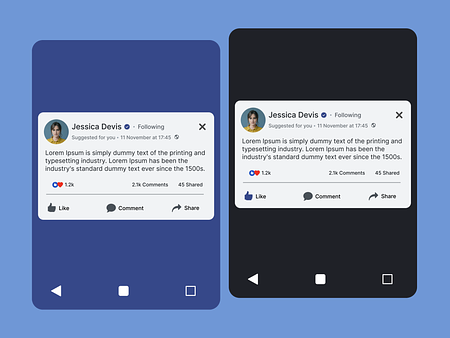 Jessica Devis • Following
Suggested for you • 11 November at 17:45
Lorem Ipsum is simply dummy text of the printing and
typesetting industry. Lorem Ipsum has been the
industry's standard dummy text ever since the 1500s.
1.2k 2.1k Comments 45 Shared
Like Comment Share
Jessica Devis • Following
Suggested for you • 11 November at 17:45
Lorem Ipsum is simply dummy text of the printing and
typesetting industry. Lorem Ipsum has been the
industry's standard dummy text ever since the 1500s.
1.2k 2.1k Comments 45 Shared
Like Comment Share